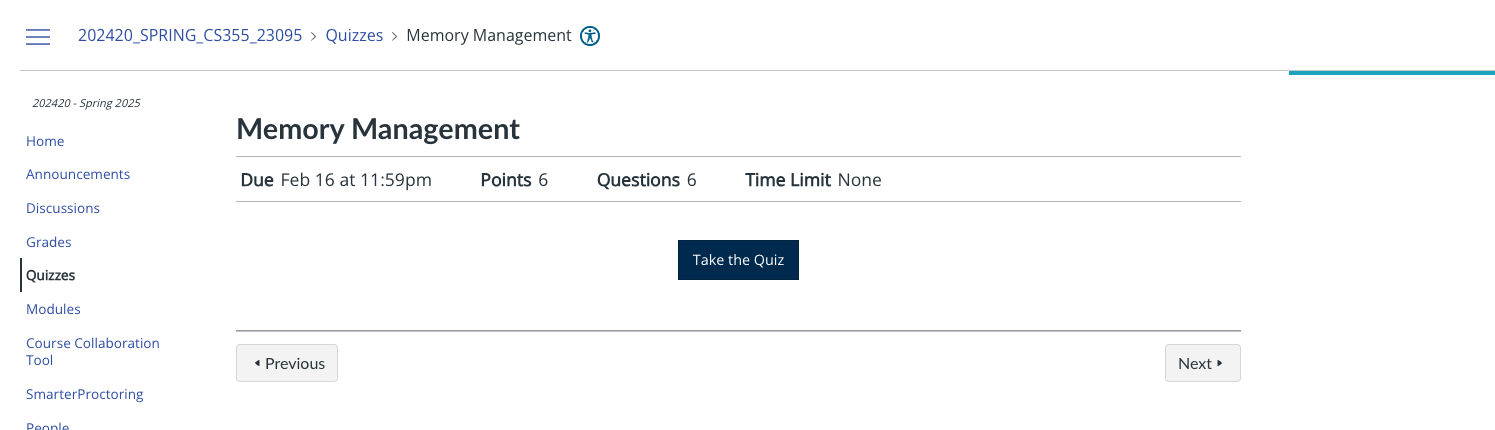 202420_SPRING_CS355_23095 > Quizzes > Memory Management
202420 - Spring 2025
Home
Announcements
Discussions
Grades
Quizzes
Modules
Course Collaboration
Tool
SmarterProctoring
People
Memory Management
Due Feb 16 at 11:59pm Points 6 Questions 6 Time Limit None
Take the Quiz
Previous Next